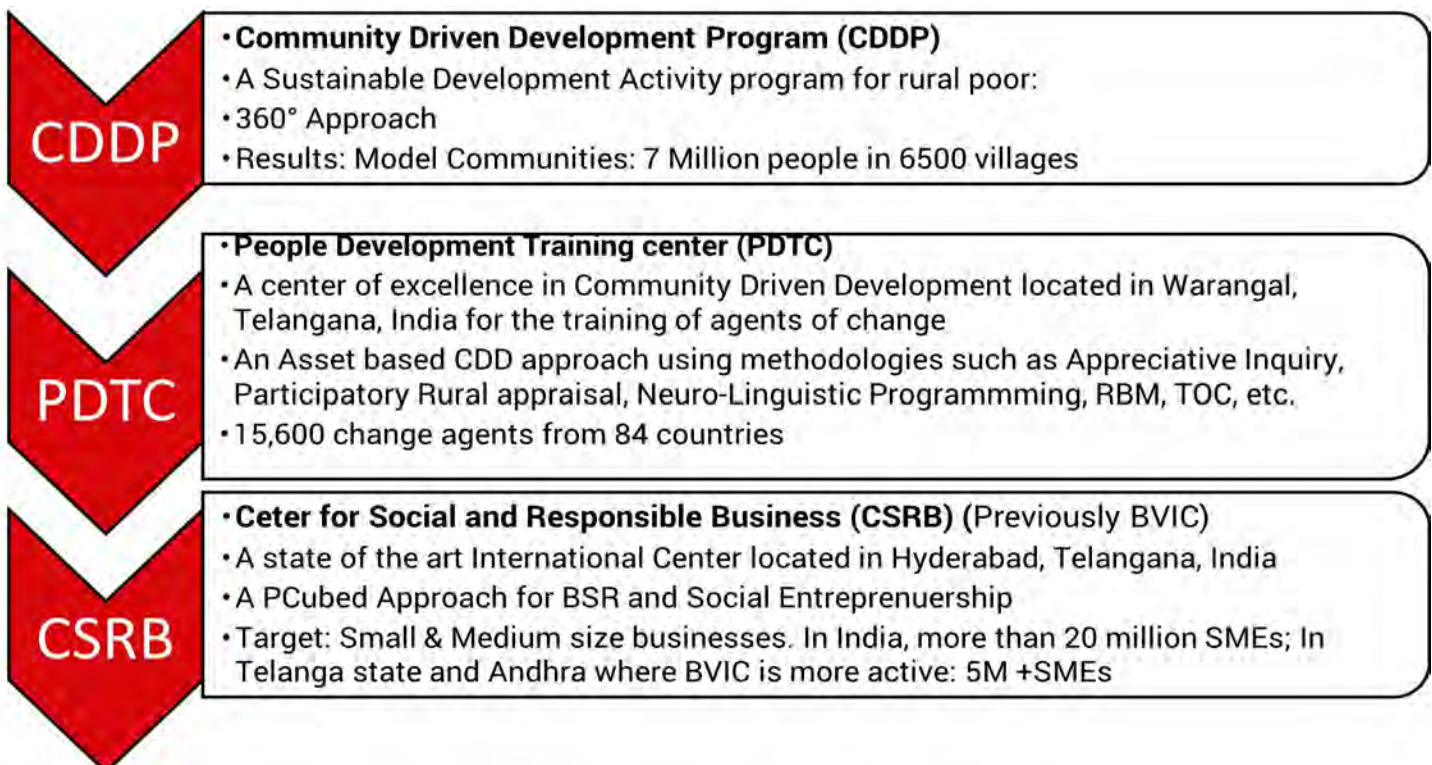 CDDP
•Community Driven Development Program (CDDP)
•A Sustainable Development Activity program for rural poor:
•360° Approach
•Results: Model Communities: 7 Million people in 6500 villages
PDTC
•People Development Training center (PDTC)
•A center of excellence in Community Driven Development located in Warangal,
Telangana, India for the training of agents of change
•An Asset based CDD approach using methodologies such as Appreciative Inquiry,
Participatory Rural appraisal, Neuro-Linguistic Programmming, RBM, TOC, etc.
•15,600 change agents from 84 countries
CSRB
•Ceter for Social and Responsible Business (CSRB) (Previously BVIC)
•A state of the art International Center located in Hyderabad, Telangana, India
•A PCubed Approach for BSR and Social Entreprenuership
•Target: Small & Medium size businesses. In India, more than 20 million SMEs; In
Telanga state and Andhra where BVIC is more active: 5M +SMEs